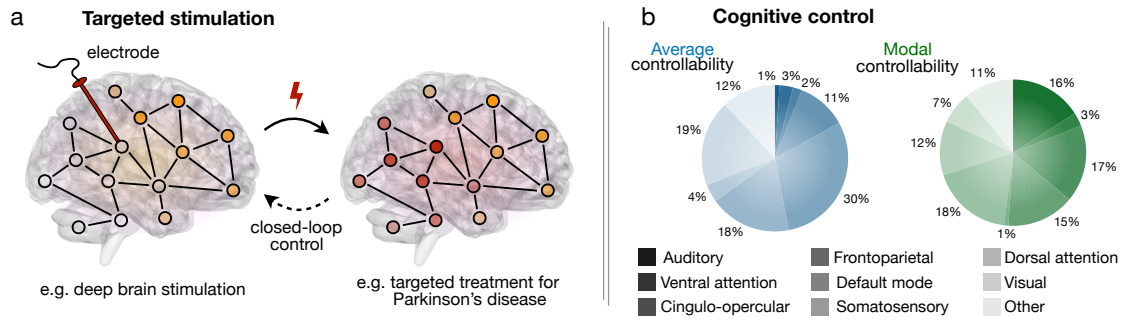 a
Targeted stimulation
electrode
closed-loop
control
e.g. deep brain stimulation
e.g. targeted treatment for
Parkinson's disease
b
Cognitive control
Average
controllability
1%
3%
2%
11%
30%
18%
4%
19%
12%
Modal
controllability
16%
3%
17%
15%
1%
18%
12%
7%
11%
Auditory
Ventral attention
Cingulo-opercular
Frontoparietal
Default mode
Somatosensory
Dorsal attention
Visual
Other